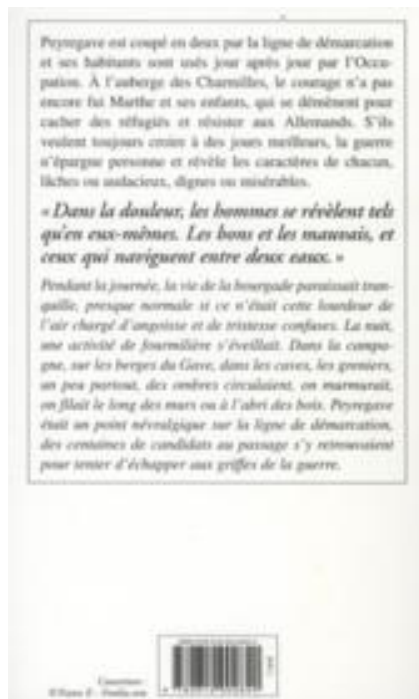 Peyregave est coupé en deux par la ligne de démarcation
et ses habitants sont usés jour après jour par l'Occu-
pation. À l'auberge des Charmilles, le courage n'a pas
encore fui Marthe et ses enfants, qui se démènent pour
cacher des réfugiés et résister aux Allemands. S'ils
veulent toujours croire à des joues meilleurs, la guerre
n'épargne personne et révèle les caractères de chacun,
lâches ou audacieux, dignes ou misérables.
« Dans la douleur, les hommes se révèlent tels
qu'en eux-mêmes. Les bons et les mauvais, et
ceux qui naviguent entre deux eaux. »
Pendant la journée, la vie de la bourgade paraissait tran-
quille, presque normale si ce n'était cette lourdeur de
l'air chargé d'angoisse et de tristesse confuses. La nuit,
une activité de fourmilière s'éveillait. Dans la campa-
gne, sur les berges du Gave, dans les caves, les greniers,
un peu partout, des ombres circulaient, on murmurait,
on filait le long des murs ou à l'abri des bois. Peyregave
était un point névralgique sur la ligne de démarcation,
des centaines de candidats au passage s'y retrouvaient
pour tenter d'échapper aux griffes de la guerre.
Couverture :